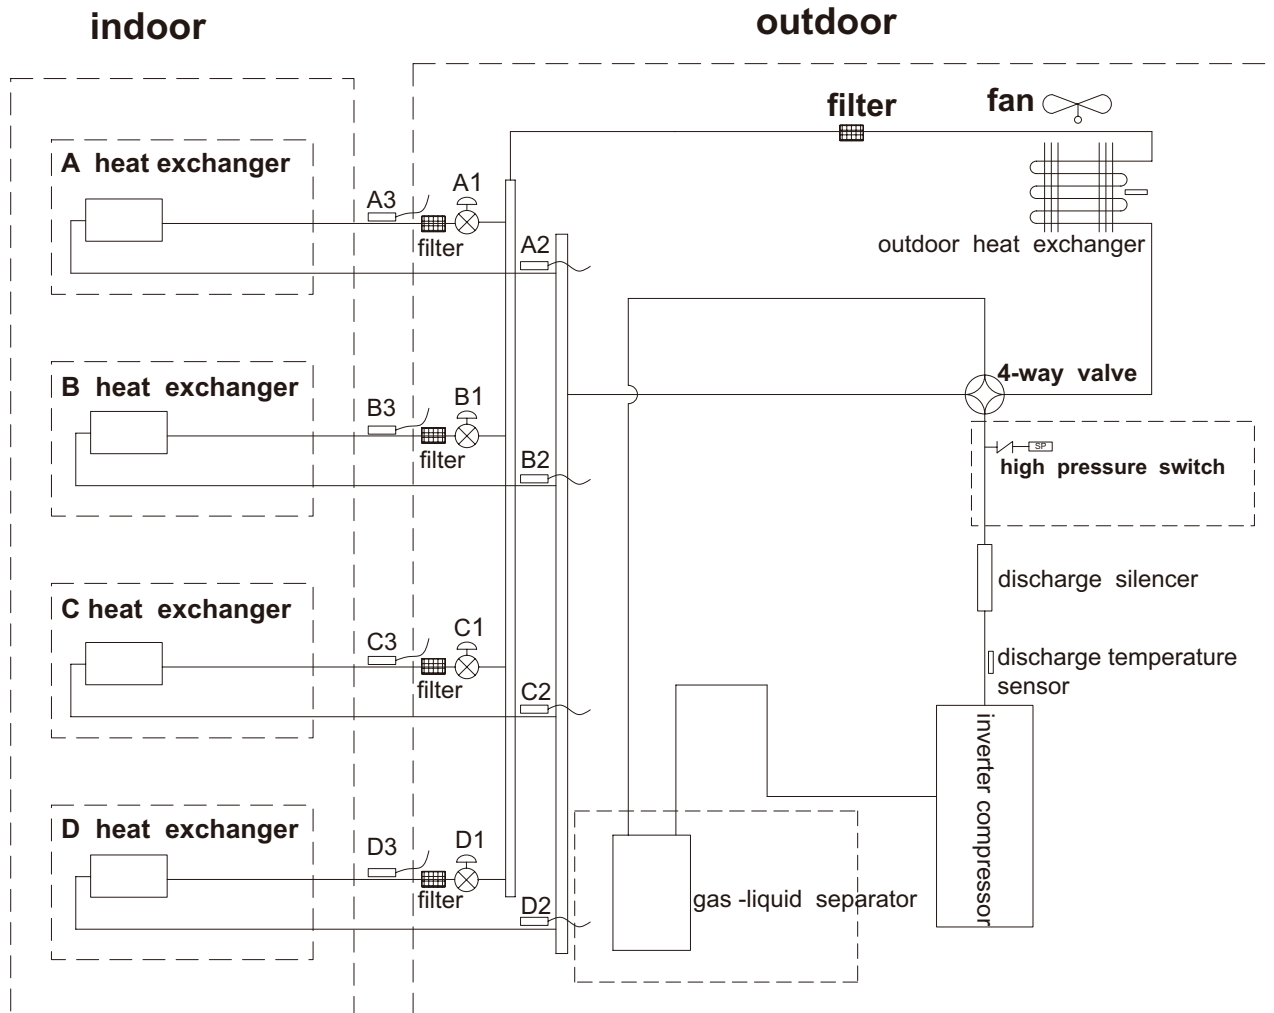 indoor
outdoor
filter
fan
A heat exchanger
A3
A1
filter
A2
outdoor heat exchanger
4-way valve
B heat exchanger
B3
B1
filter
B2
SP
high pressure switch
discharge silencer
C heat exchanger
C3
C1
filter
C2
discharge temperature
sensor
inverter compressor
D heat exchanger
D3
D1
filter
D2
gas -liquid separator